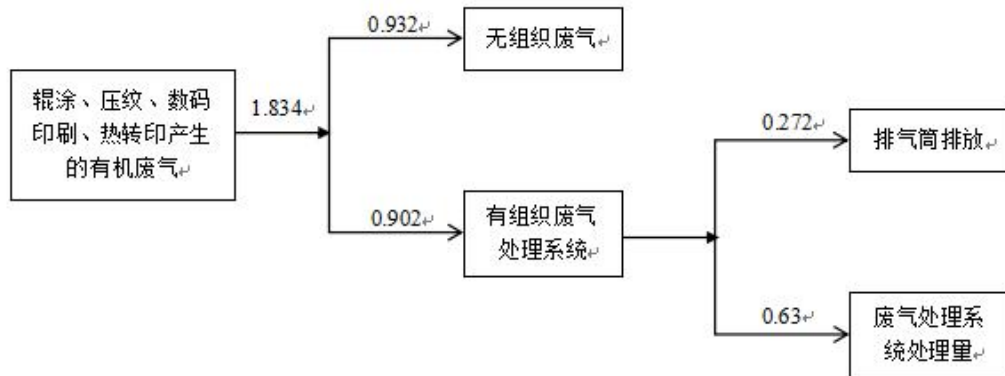 0.932
无组织废气
辊涂、压纹、数码
印刷、热转印产生
的有机废气
1.834
0.272
排气筒排放
0.902
有组织废气
处理系统
0.63
废气处理系
统处理量